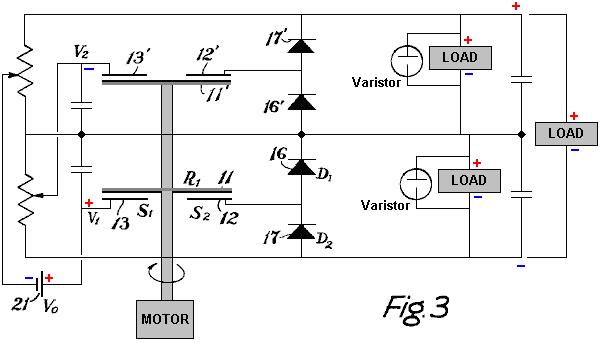 +
17'
V2
13'
12'
−
11'
LOAD
Varistor
16'
LOAD
16
D1
R1
11
+
V1
13
S1
S2
12
Varistor
LOAD
17
D2
− +
21
V0
MOTOR
Fig. 3